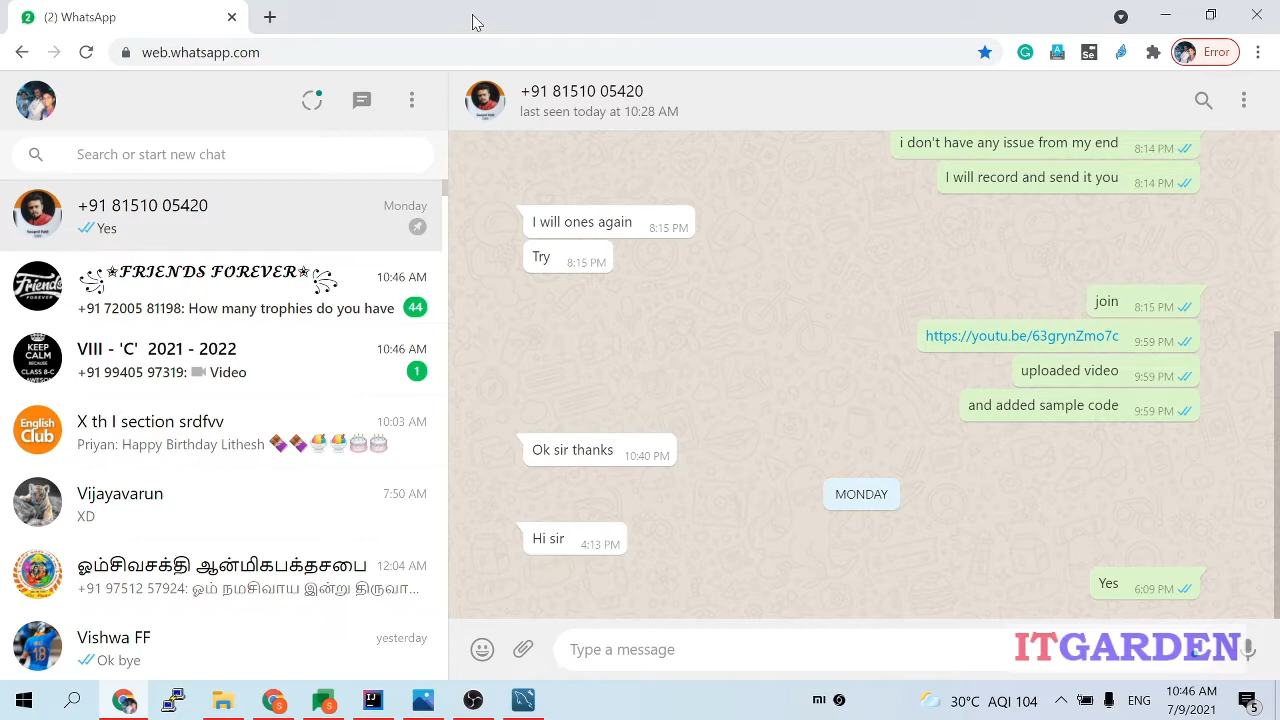 (2) WhatsApp
web.whatsapp.com
Error
+91 81510 05420
last seen today at 10:28 AM
Search or start new chat
+91 81510 05420 Monday
Yes
FRIENDS FOREVER 10:46 AM
+91 72005 81198: How many trophies do you have 44
VIII - 'C' 2021 - 2022 10:46 AM
+91 99405 97319: Video 1
X th I section srdfvv 10:03 AM
Priyan: Happy Birthday Lithesh
Vijayavarun 7:50 AM
XD
ஓம்சிவசக்தி ஆன்மிகபக்தசபை 12:04 AM
+91 97512 57924: ஓம் நமசிவாய இன்று திருவா...
Vishwa FF yesterday
Ok bye
i don't have any issue from my end 8:14 PM
I will record and send it you 8:14 PM
I will ones again 8:15 PM
Try 8:15 PM
join 8:15 PM
https://youtu.be/63grynZmo7c 9:59 PM
uploaded video 9:59 PM
and added sample code 9:59 PM
Ok sir thanks 10:40 PM
MONDAY
Hi sir 4:13 PM
Yes 6:09 PM
Type a message
ITGARDEN
30°C AQI 104 ENG 10:46 AM
7/9/2021 5